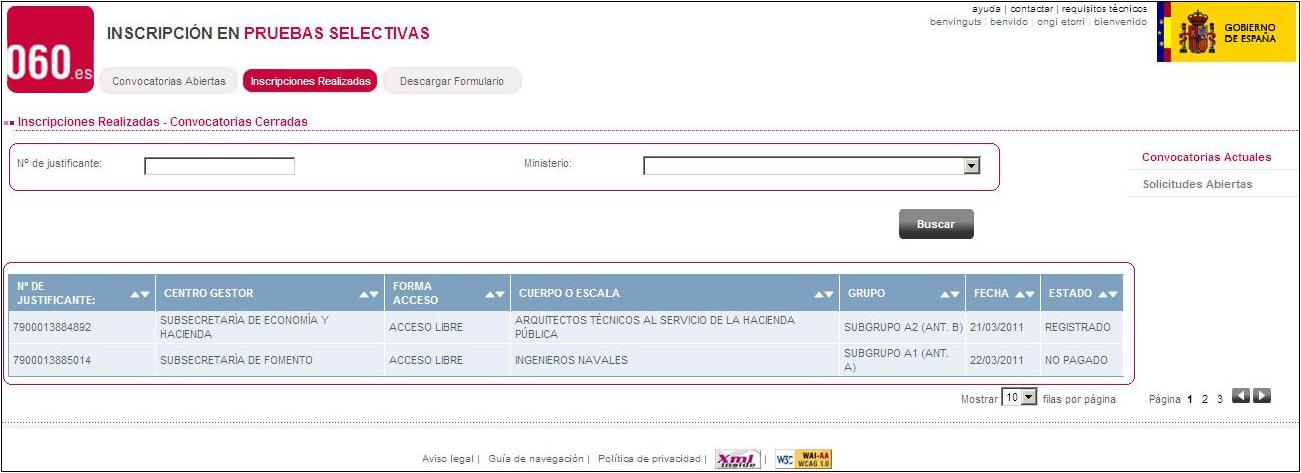 ayuda | contactar | requisitos técnicos
benvinguts | benvido | ongi etorri | bienvenido
GOBIERNO
DE ESPAÑA
060.es
INSCRIPCIÓN EN PRUEBAS SELECTIVAS
Convocatorias Abiertas
Inscripciones Realizadas
Descargar Formulario
Inscripciones Realizadas - Convocatorias Cerradas
Nº de justificante:
Ministerio:
Convocatorias Actuales
Solicitudes Abiertas
Buscar
Nº DE
JUSTIFICANTE:
CENTRO GESTOR
FORMA
ACCESO
CUERPO O ESCALA
GRUPO
FECHA
ESTADO
7900013884892
SUBSECRETARÍA DE ECONOMÍA Y
HACIENDA
ACCESO LIBRE
ARQUITECTOS TÉCNICOS AL SERVICIO DE LA HACIENDA
PÚBLICA
SUBGRUPO A2 (ANT. B)
21/03/2011
REGISTRADO
7900013885014
SUBSECRETARÍA DE FOMENTO
ACCESO LIBRE
INGENIEROS NAVALES
SUBGRUPO A1 (ANT.
A)
22/03/2011
NO PAGADO
Mostrar 10 filas por página
Página 1 2 3
Aviso legal | Guía de navegación | Política de privacidad |
Xml
inside
|
W3C WAI-AA
WCAG 1.0